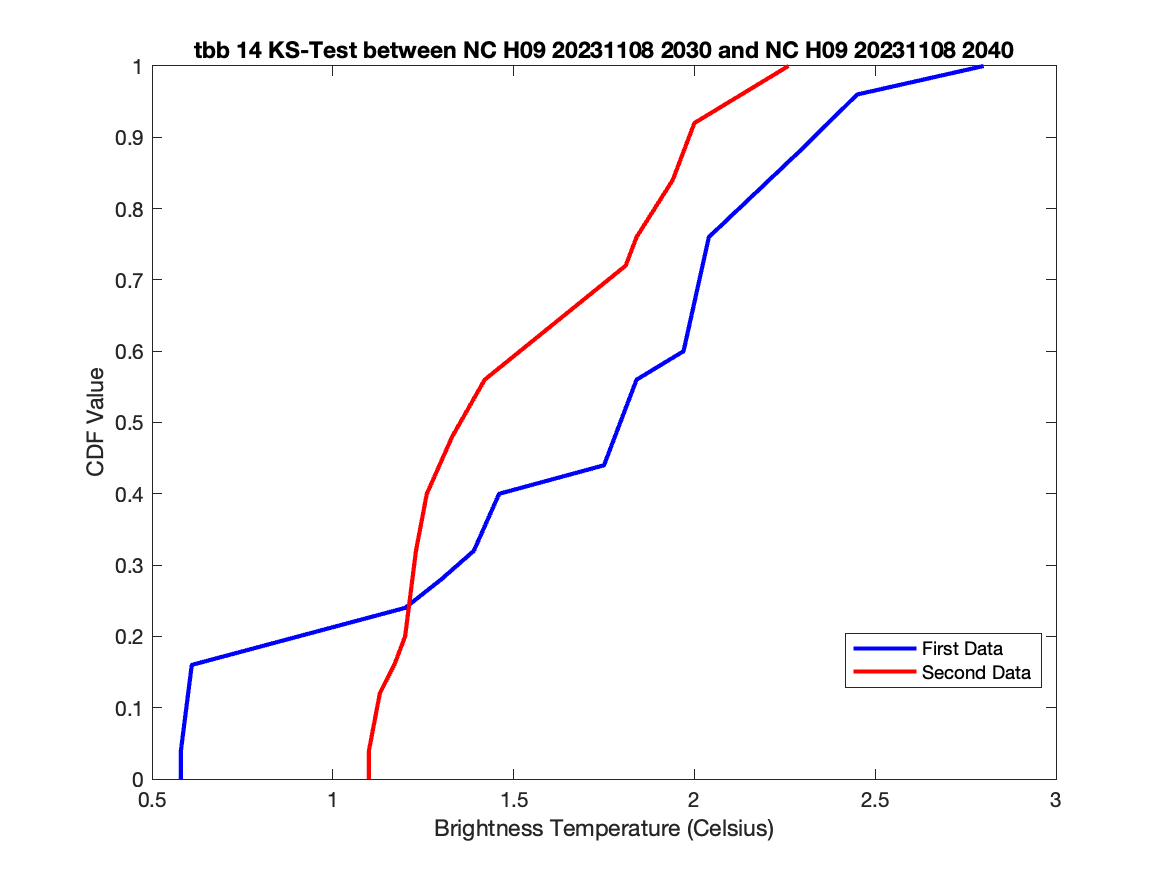 tbb 14 KS-Test between NC H09 20231108 2030 and NC H09 20231108 2040
1
0.9
0.8
0.7
0.6
0.5
0.4
0.3
0.2
0.1
0
CDF Value
First Data
Second Data
0.5 1 1.5 2 2.5 3
Brightness Temperature (Celsius)